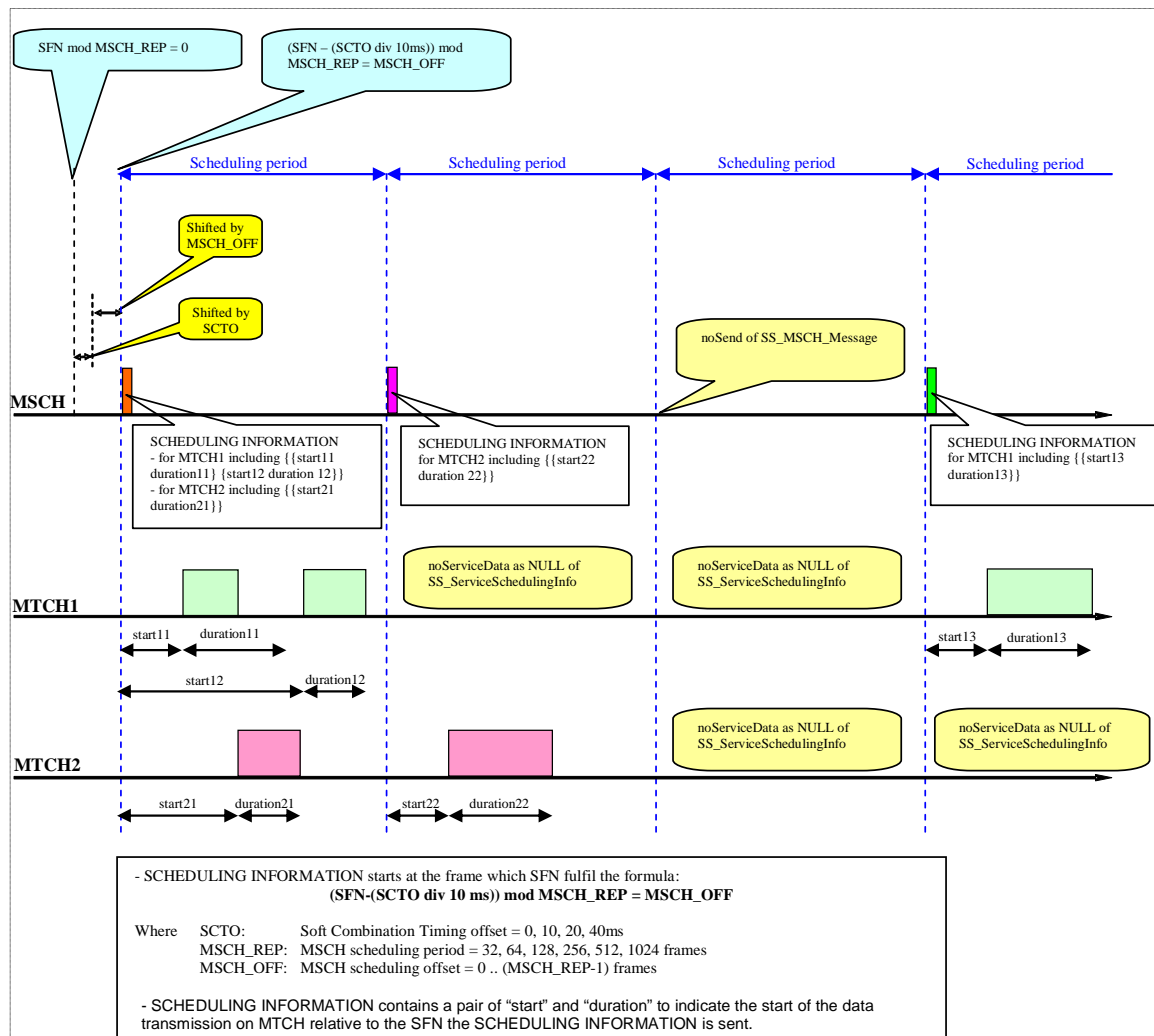 SFN mod MSCH_REP = 0
(SFN – (SCTO div 10ms)) mod
MSCH_REP = MSCH_OFF
Scheduling period
Scheduling period
Scheduling period
Scheduling period
Shifted by
MSCH_OFF
Shifted by
SCTO
noSend of SS_MSCH_Message
MSCH
SCHEDULING INFORMATION
- for MTCH1 including {{start11
duration11} {start12 duration 12}}
- for MTCH2 including {{start21
duration21}}
SCHEDULING INFORMATION
for MTCH2 including {{start22
duration 22}}
SCHEDULING INFORMATION
for MTCH1 including {{start13
duration13}}
noServiceData as NULL of
SS_ServiceSchedulingInfo
noServiceData as NULL of
SS_ServiceSchedulingInfo
MTCH1
start11
duration11
start13
duration13
start12
duration12
noServiceData as NULL of
SS_ServiceSchedulingInfo
noServiceData as NULL of
SS_ServiceSchedulingInfo
MTCH2
start21
duration21
start22
duration22
- SCHEDULING INFORMATION starts at the frame which SFN fulfil the formula:
(SFN-(SCTO div 10 ms)) mod MSCH_REP = MSCH_OFF
Where SCTO: Soft Combination Timing offset = 0, 10, 20, 40ms
MSCH_REP: MSCH scheduling period = 32, 64, 128, 256, 512, 1024 frames
MSCH_OFF: MSCH scheduling offset = 0 .. (MSCH_REP-1) frames
- SCHEDULING INFORMATION contains a pair of “start” and “duration” to indicate the start of the data
transmission on MTCH relative to the SFN the SCHEDULING INFORMATION is sent.